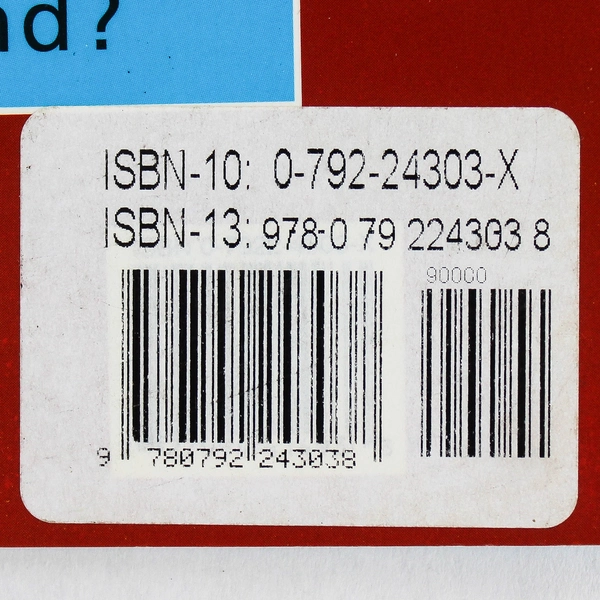 nd?
ISBN-10: 0-792-24303-X
ISBN-13: 978-0 79 224303 8
90000
9 780792 243038